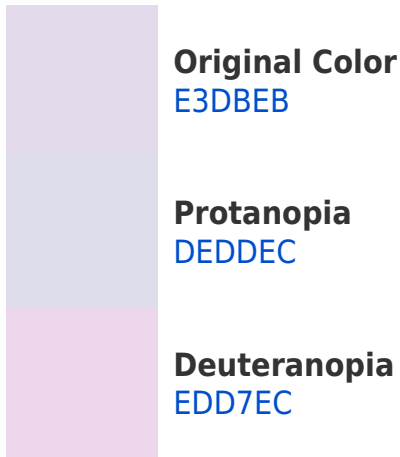 Original Color
E3DBEB
Protanopia
DEDDEC
Deuteranopia
EDD7EC